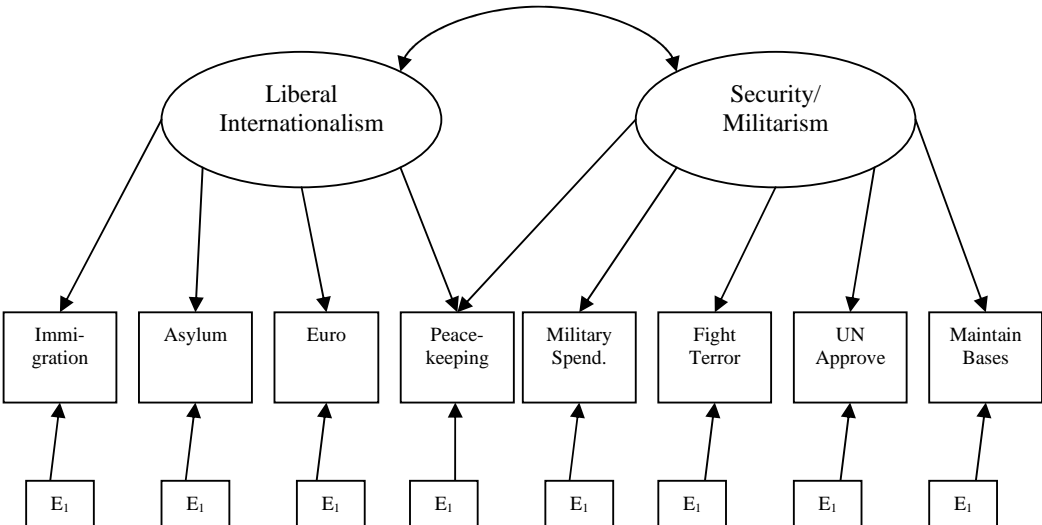 Liberal
Internationalism
Security/
Militarism
Immi-
gration
Asylum
Euro
Peace-
keeping
Military
Spend.
Fight
Terror
UN
Approve
Maintain
Bases
E₁
E₁
E₁
E₁
E₁
E₁
E₁
E₁